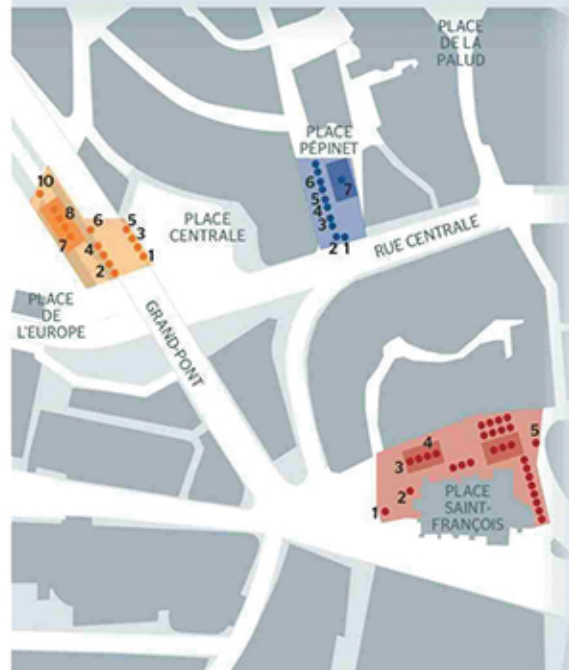 PLACE
DE LA
PALUD
PLACE
PÉPINET
6
7
5
4
3
2 1
RUE CENTRALE
10
8
6
5
3
7
4
1
2
PLACE
CENTRALE
PLACE
DE
L'EUROPE
GRAND-PONT
4
5
3
2
1
PLACE
SAINT-
FRANÇOIS